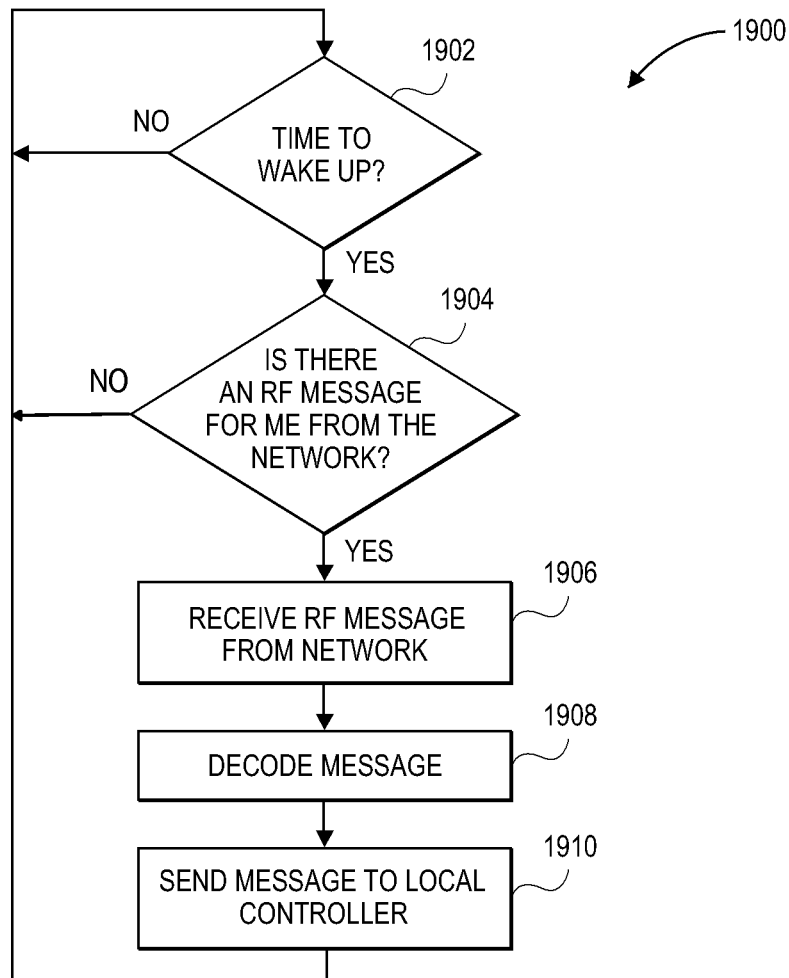 1900
1902
TIME TO
WAKE UP?
NO
YES
1904
IS THERE
AN RF MESSAGE
FOR ME FROM THE
NETWORK?
NO
YES
1906
RECEIVE RF MESSAGE
FROM NETWORK
1908
DECODE MESSAGE
1910
SEND MESSAGE TO LOCAL
CONTROLLER